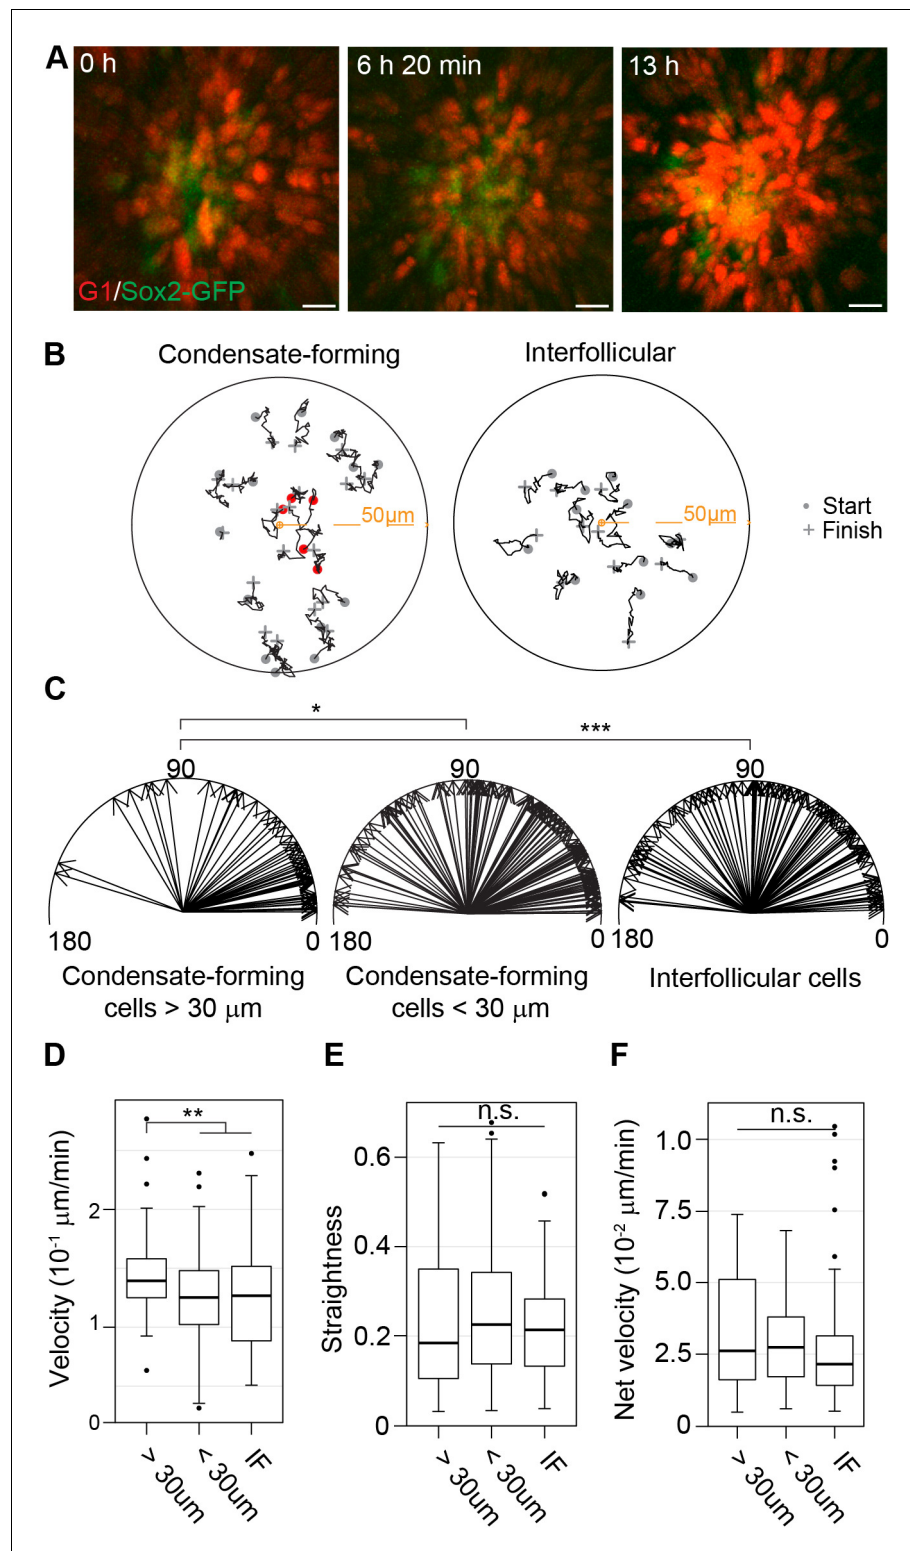 A
0 h
6 h 20 min
13 h
G1/Sox2-GFP
B
Condensate-forming
Interfollicular
50µm
50µm
Start
Finish
C
*
***
90
90
90
180
0
180
0
180
0
Condensate-forming
cells > 30 µm
Condensate-forming
cells < 30 µm
Interfollicular cells
D
E
F
Velocity (10-1 µm/min)
**
2
1
0
> 30um
< 30um
IF
Straightness
n.s.
0.6
0.4
0.2
0
> 30um
< 30um
IF
Net velocity (10-2 µm/min)
n.s.
1.0
7.5
5.0
2.5
0
> 30um
< 30um
IF